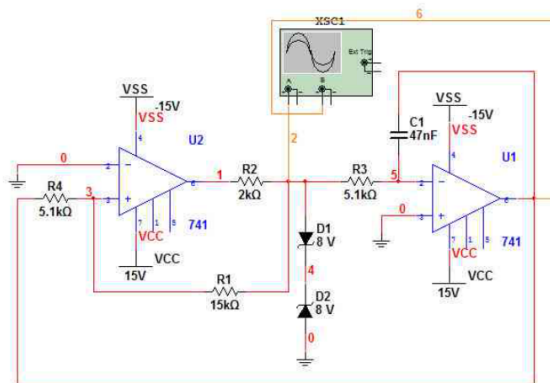 XSC1
6
Ext Trig
A
B
VSS
-15V
VSS
4
U2
0
2
3
6
1
R2
2kΩ
2
R4
5.1kΩ
3
7
1
5
741
VCC
15V
VCC
R1
15kΩ
D1
8 V
4
D2
8 V
0
R3
5.1kΩ
5
C1
47nF
VSS
-15V
VSS
4
U1
2
3
6
0
7
1
5
741
VCC
15V
VCC